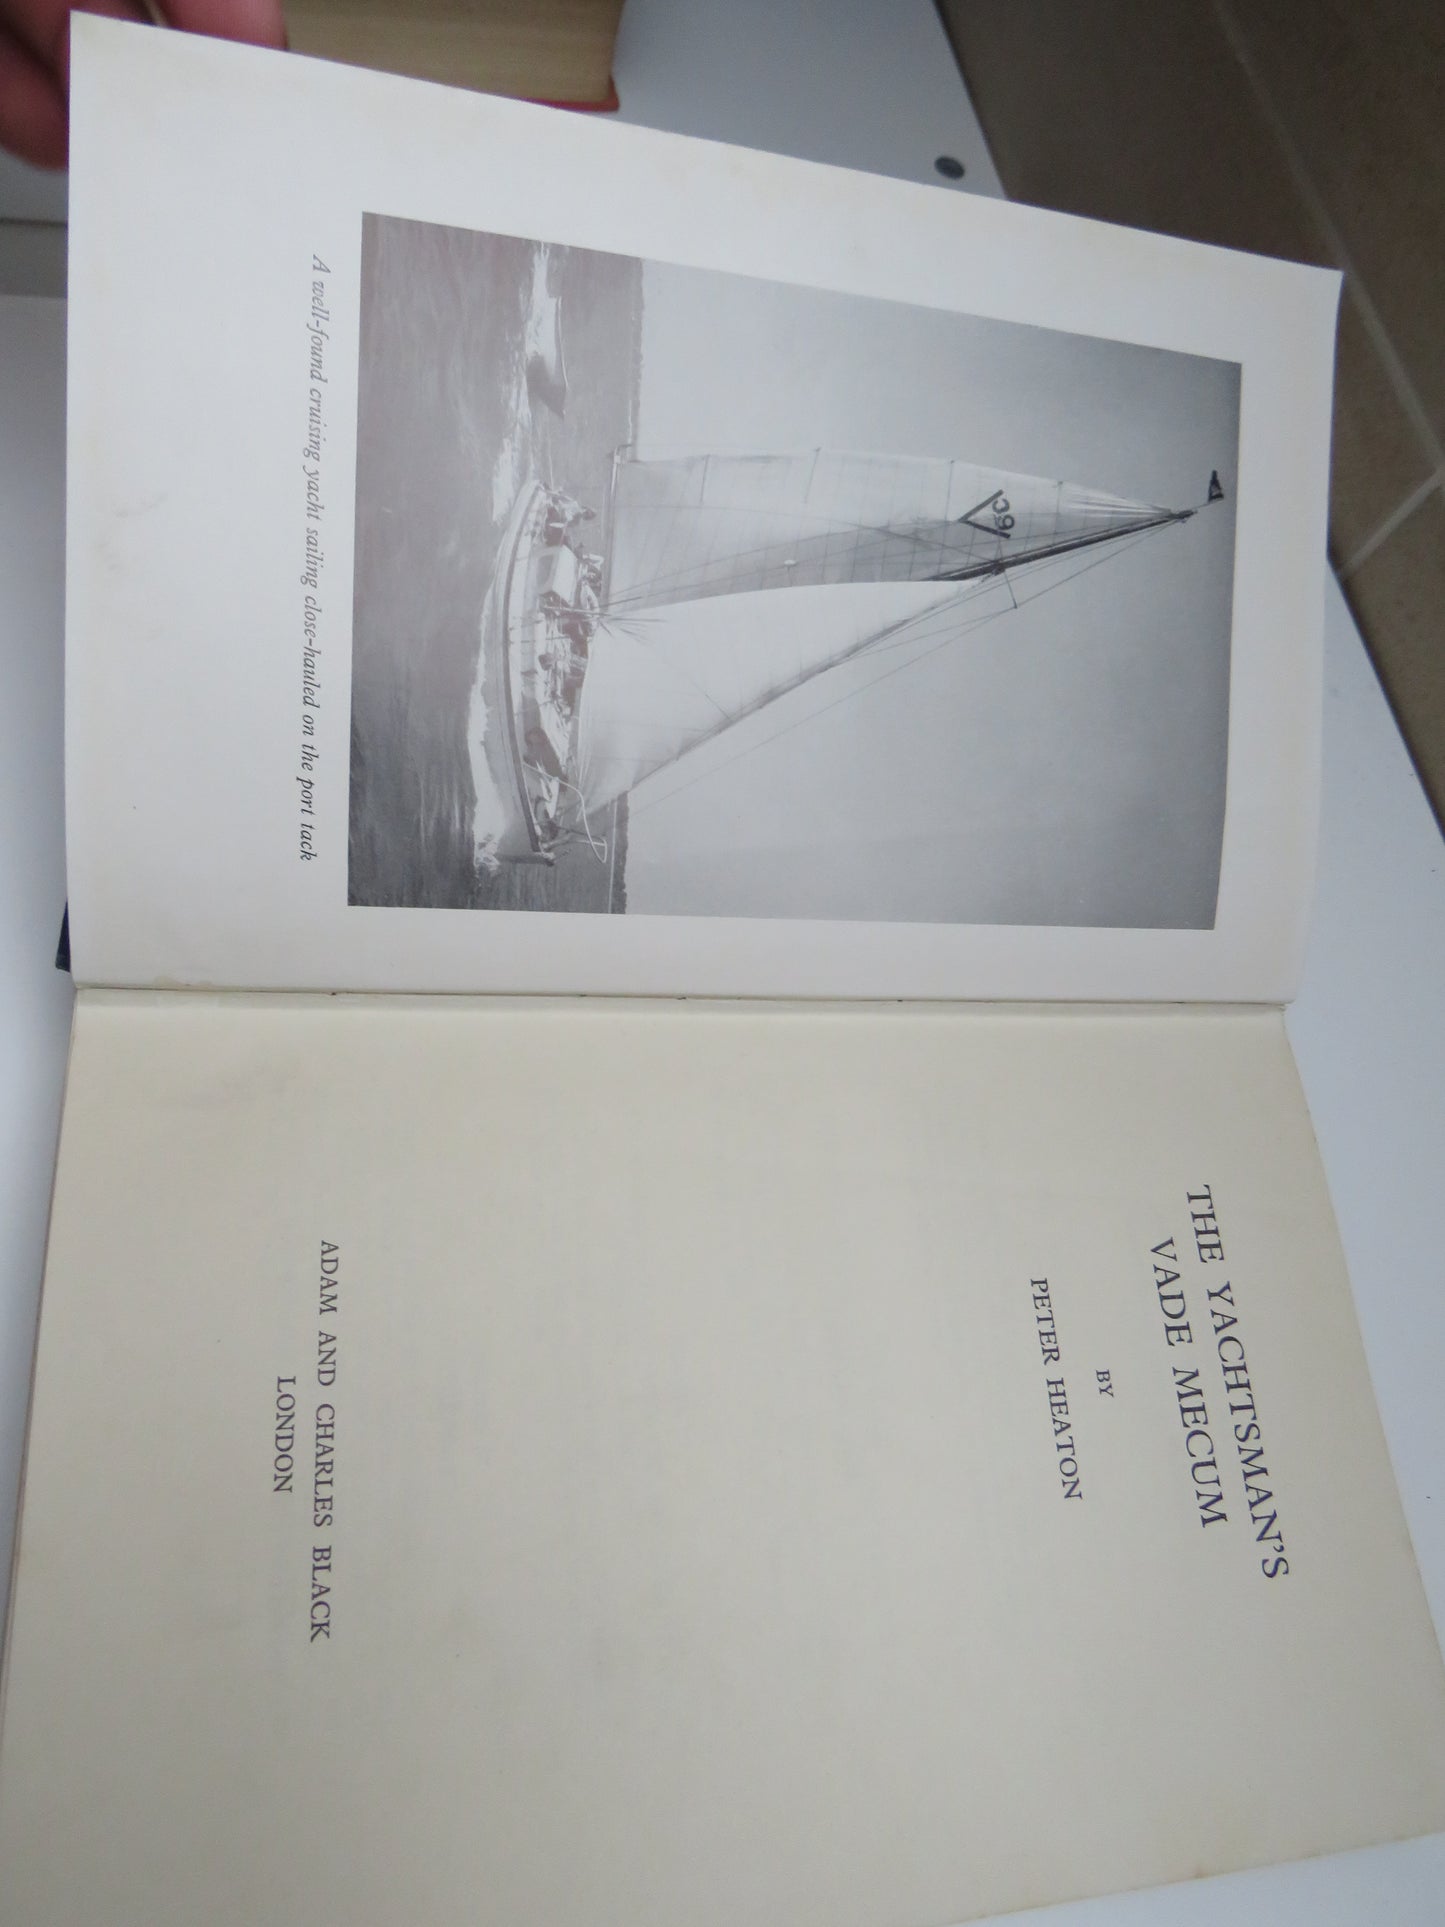 A well-found cruising yacht sailing close-hauled on the port tack
THE YACHTSMAN'S
VADE MECUM
BY
PETER HEATON
ADAM AND CHARLES BLACK
LONDON